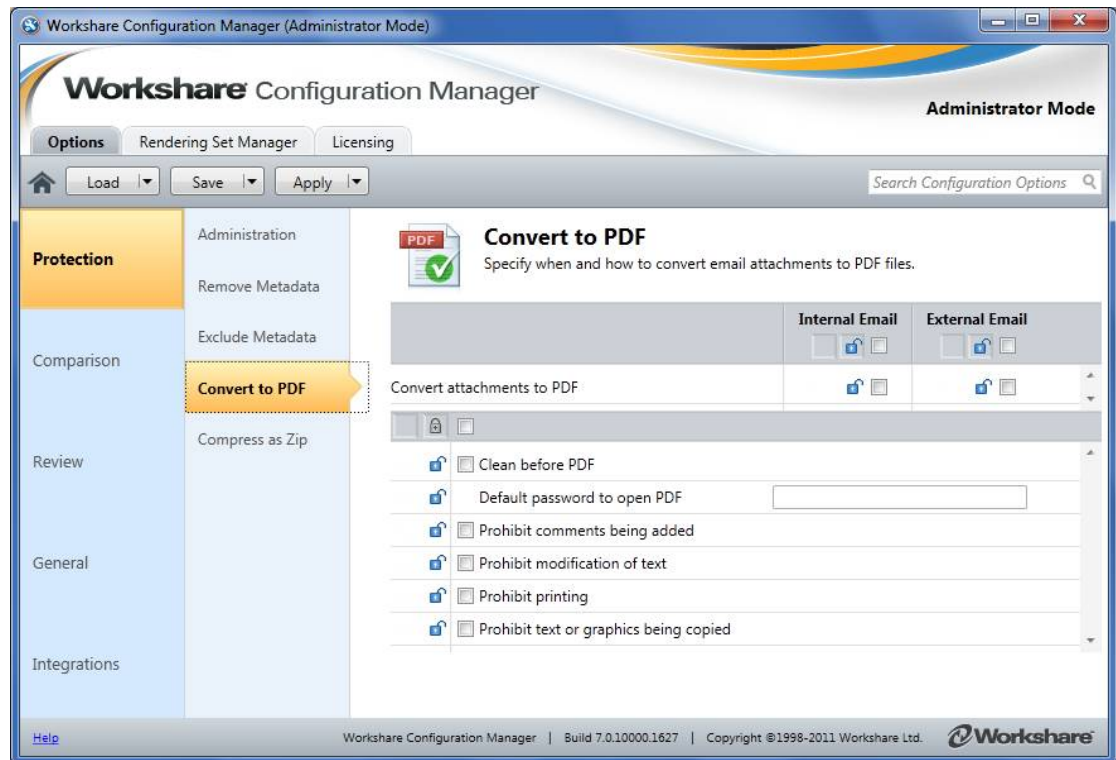 Workshare Configuration Manager (Administrator Mode)
Workshare Configuration Manager
Administrator Mode
Options Rendering Set Manager Licensing
Load Save Apply Search Configuration Options
Protection
Comparison
Review
General
Integrations
Administration
Remove Metadata
Exclude Metadata
Convert to PDF
Compress as Zip
PDF
Convert to PDF
Specify when and how to convert email attachments to PDF files.
Internal Email External Email
Convert attachments to PDF
Clean before PDF
Default password to open PDF
Prohibit comments being added
Prohibit modification of text
Prohibit printing
Prohibit text or graphics being copied
Help Workshare Configuration Manager | Build 7.0.10000.1627 | Copyright ©1998-2011 Workshare Ltd. Workshare